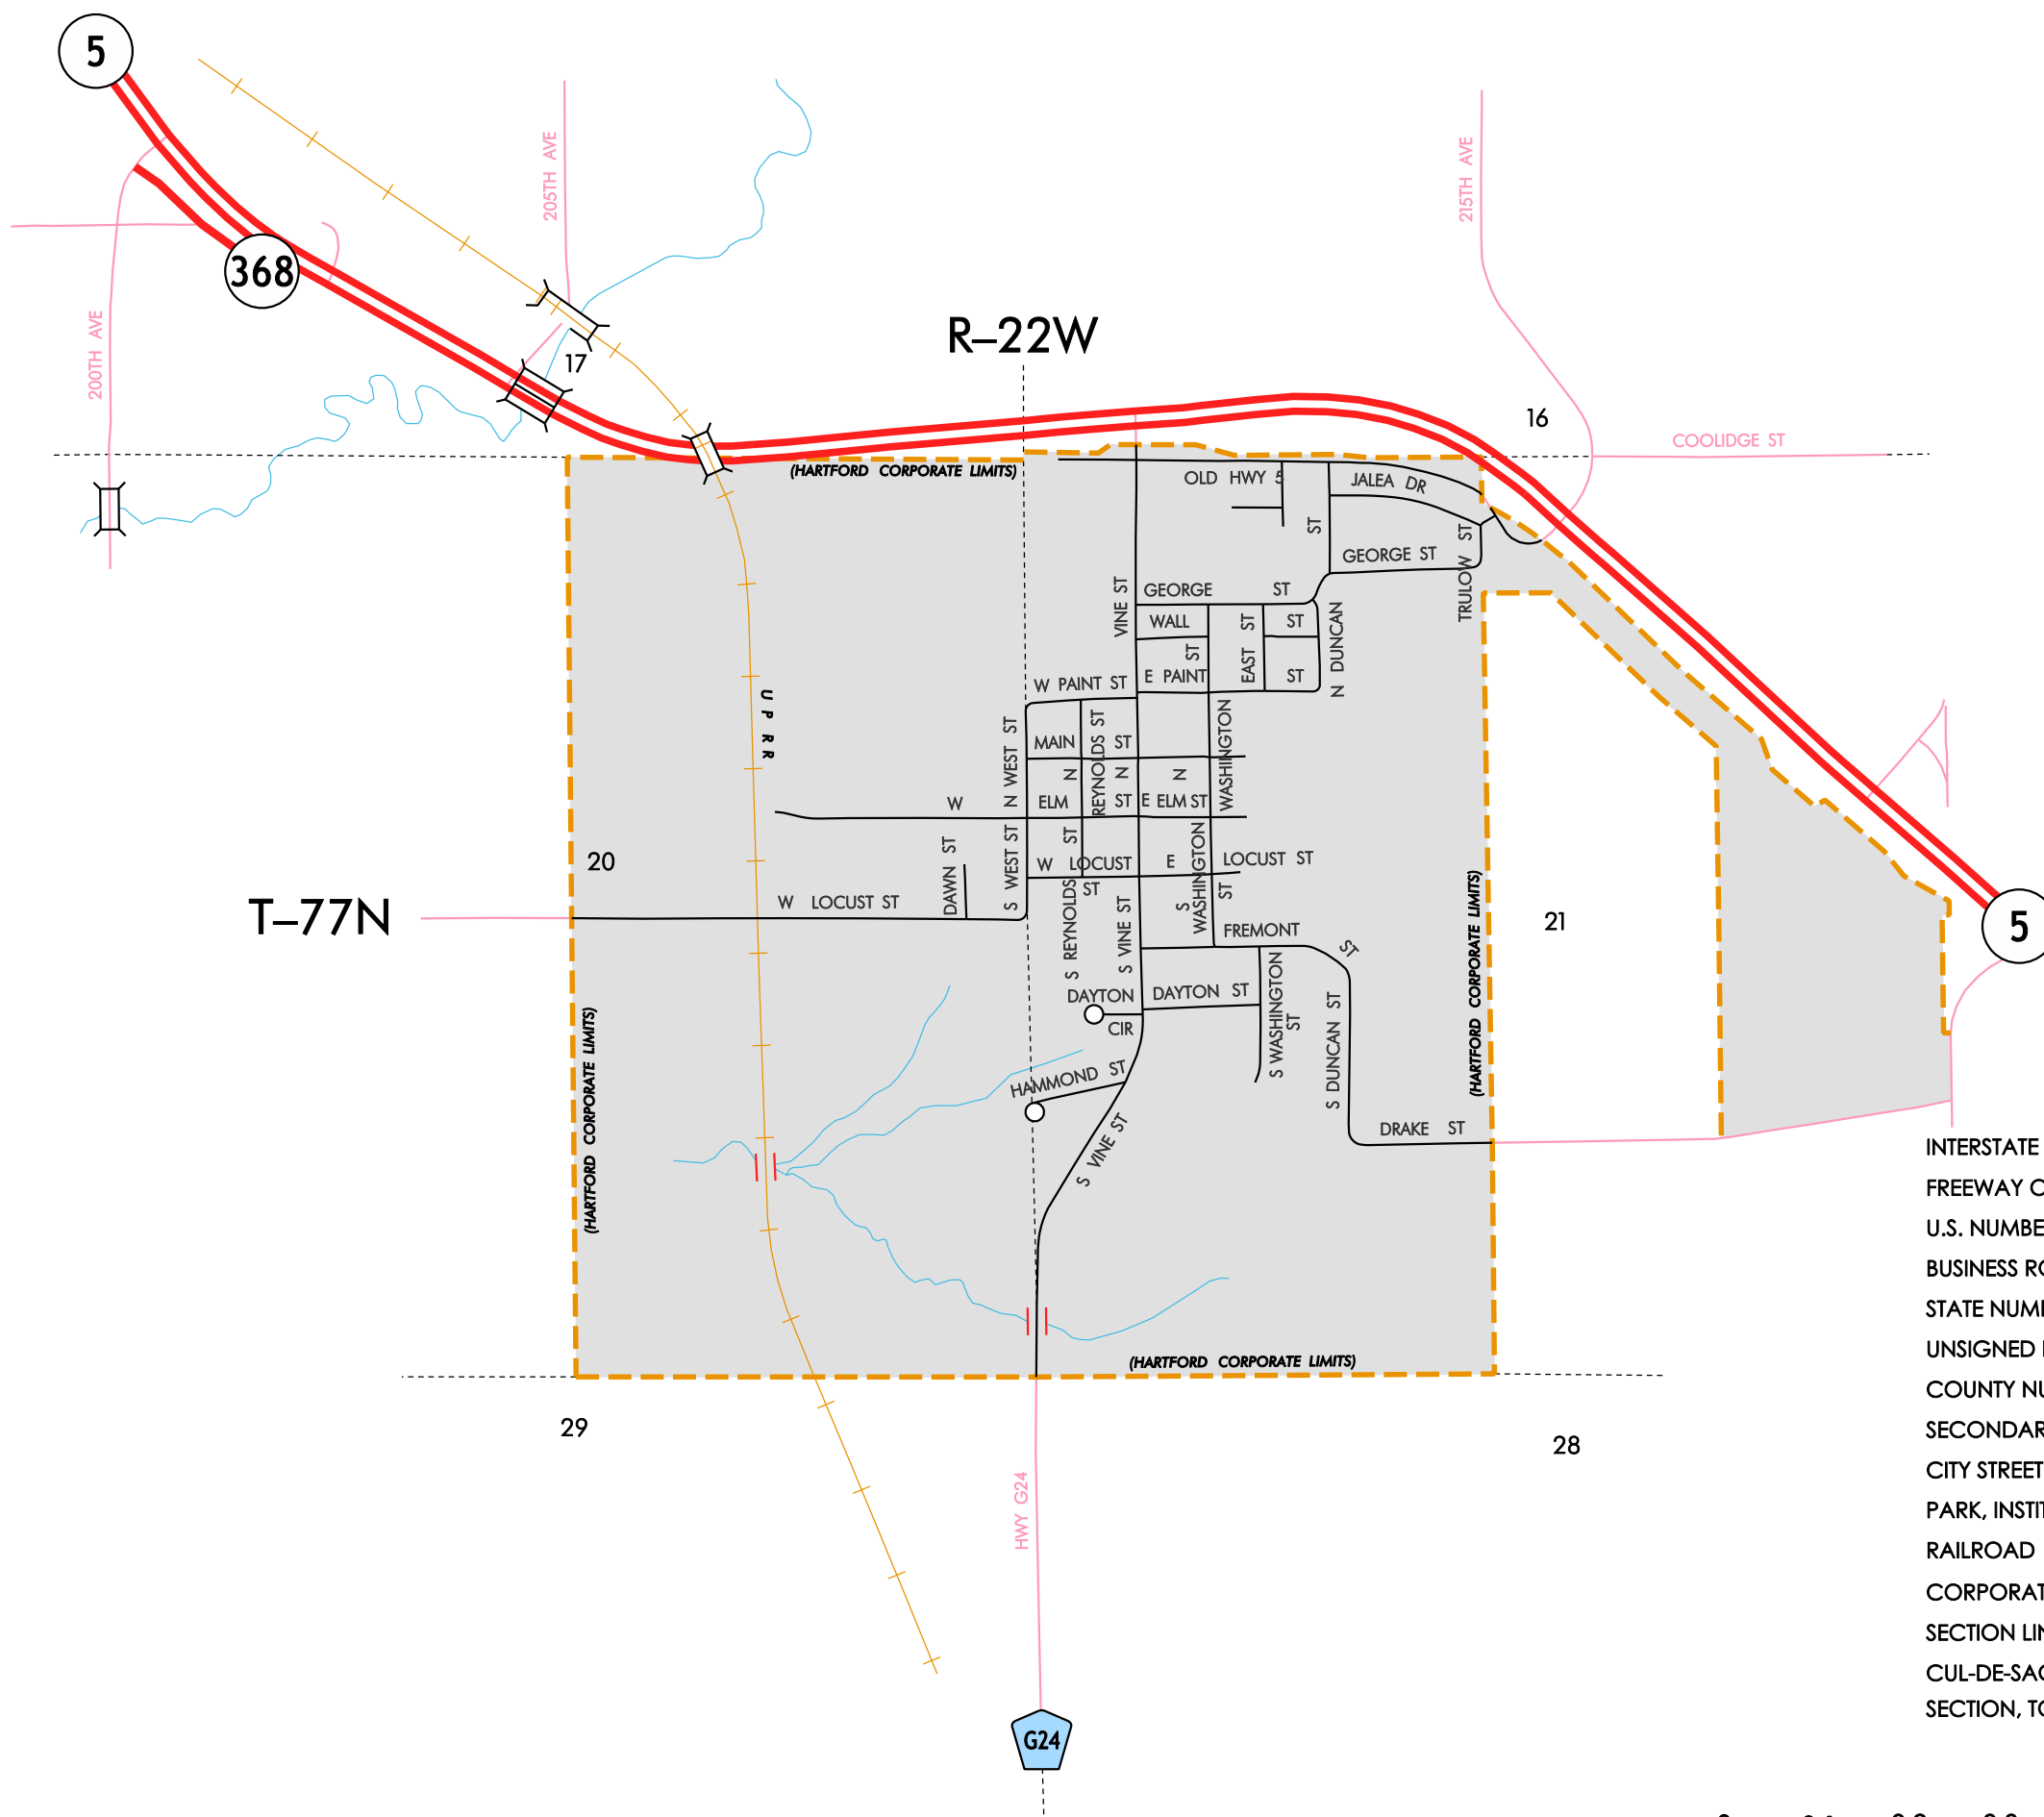 5
368
200TH AVE
205TH AVE
17
R–22W
215TH AVE
16
COOLIDGE ST
(HARTFORD CORPORATE LIMITS)
OLD HWY 5
JALEA DR
ST
GEORGE ST
TRULOW ST
VINE ST
GEORGE ST
WALL ST
EAST ST
ST
N DUNCAN
W PAINT ST
E PAINT ST
U P R R
N WEST ST
MAIN ST
N REYNOLDS ST
N
N WASHINGTON
W ELM ST
E ELM ST
20
DAWN ST
S WEST ST
W LOCUST ST
E LOCUST ST
W LOCUST ST
T–77N
S REYNOLDS ST
S VINE ST
S WASHINGTON ST
FREMONT ST
21
5
(HARTFORD CORPORATE LIMITS)
(HARTFORD CORPORATE LIMITS)
DAYTON CIR
DAYTON ST
S WASHINGTON ST
S DUNCAN ST
HAMMOND ST
S VINE ST
DRAKE ST
(HARTFORD CORPORATE LIMITS)
29
28
HWY G24
G24
INTERSTATE
FREEWAY
U.S. NUMBE
BUSINESS RO
STATE NUM
UNSIGNED
COUNTY NU
SECONDAR
CITY STREET
PARK, INSTI
RAILROAD
CORPORAT
SECTION LIN
CUL-DE-SAC
SECTION, TO